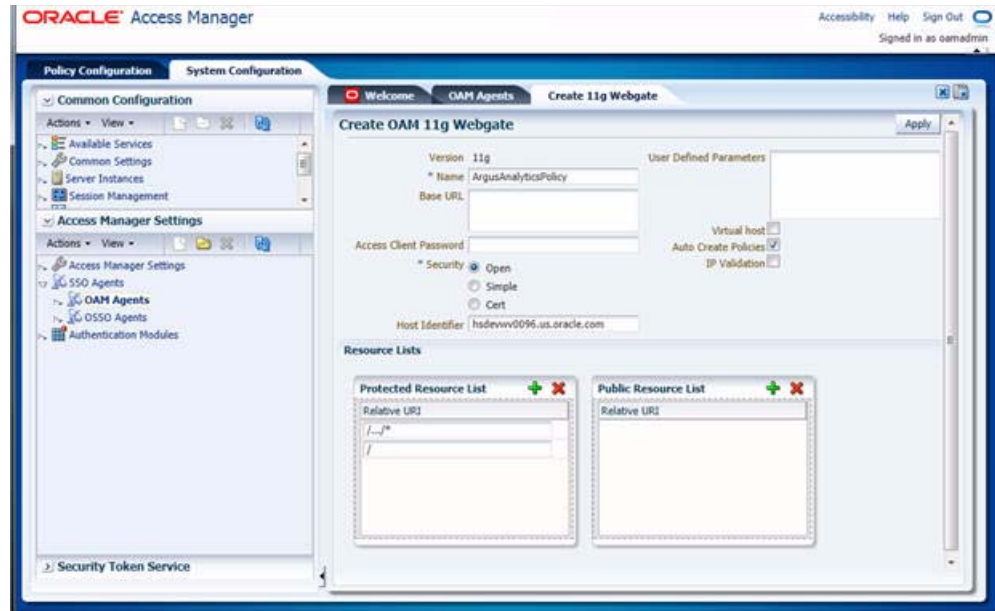 ORACLE Access Manager
Accessibility Help Sign Out
Signed in as oamadmin
Policy Configuration System Configuration
Common Configuration
Actions View
Available Services
Common Settings
Server Instances
Session Management
Access Manager Settings
Actions View
Access Manager Settings
SSO Agents
OAM Agents
OSSO Agents
Authentication Modules
Security Token Service
Welcome OAM Agents Create 11g Webgate
Create OAM 11g Webgate Apply
Version 11g
* Name ArgusAnalyticsPolicy
Base URL
Access Client Password
* Security Open
Simple
Cert
Host Identifier hsdevwv0096.us.oracle.com
User Defined Parameters
Virtual host
Auto Create Policies
IP Validation
Resource Lists
Protected Resource List
Relative URI
/.../*
/
Public Resource List
Relative URI